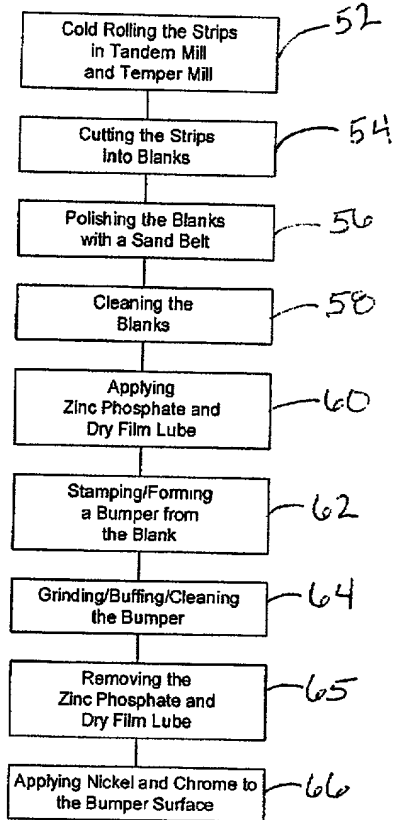 Cold Rolling the Strips
in Tandem Mill
and Temper Mill
52
Cutting the Strips
into Blanks
54
Polishing the Blanks
with a Sand Belt
56
Cleaning the
Blanks
58
Applying
Zinc Phosphate and
Dry Film Lube
60
Stamping/Forming
a Bumper from
the Blank
62
Grinding/Buffing/Cleaning
the Bumper
64
Removing the
Zinc Phosphate and
Dry Film Lube
65
Applying Nickel and Chrome to
the Bumper Surface
66